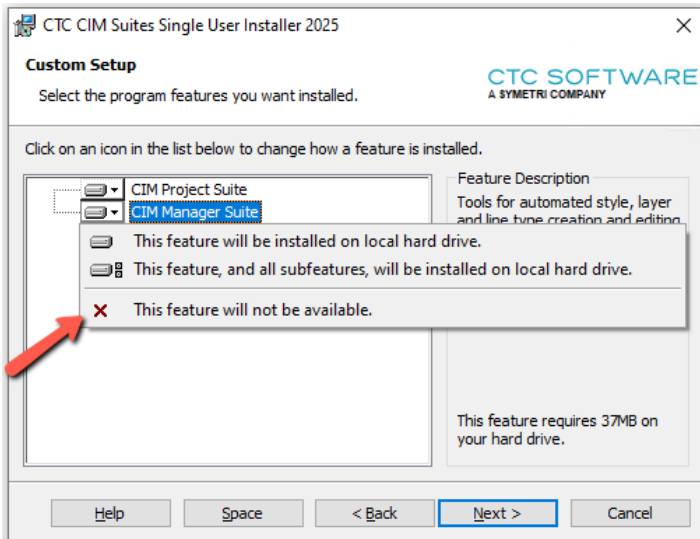 CTC CIM Suites Single User Installer 2025
Custom Setup
Select the program features you want installed.
CTC SOFTWARE
A SYMETRI COMPANY
Click on an icon in the list below to change how a feature is installed.
CIM Project Suite
CIM Manager Suite
Feature Description
Tools for automated style, layer
and line type creation and editing
This feature will be installed on local hard drive.
This feature, and all subfeatures, will be installed on local hard drive.
This feature will not be available.
This feature requires 37MB on
your hard drive.
Help
Space
< Back
Next >
Cancel